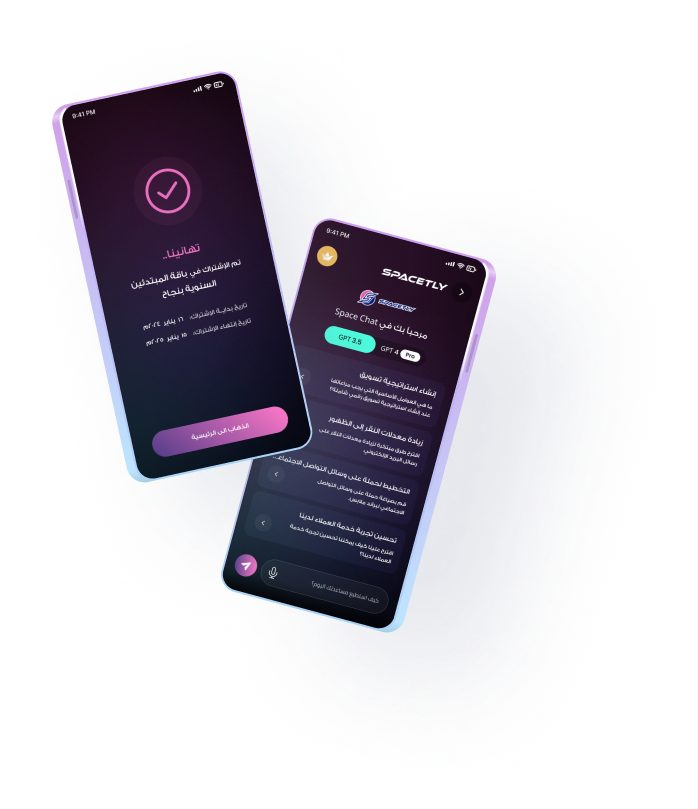 9:41 PM
تهانينا..
تم الإشتراك في باقة المبتدئين
السنوية بنجاح
تاريخ بدايـة الإشتراك: ١٦ يناير ٢٠٢٤م
تاريخ إنتهاء الإشتراك: ١٥ يناير ٢٠٢٥م
الذهاب الى الرئيسية
9:41 PM
SPACETLY
SPACETLY
مرحباً بك في Space Chat
GPT 3.5
GPT 4 Pro
إنشاء استراتيجية تسويق
ما هي العوامل الأساسية التي يجب مراعاتها
عند انشاء استراتيجية تسويق رقمي شاملة؟
زيادة معدلات النقر إلى الظهور
اقترح طرق مبتكرة لزيادة معدلات النقر على
رسائل البريد الإلكتروني.
التخطيط لحملة على وسائل التواصل الاجتماعـ..
قم بصياغة حملة على وسائل التواصل
الاجتماعي لبراند ملابس.
تحسين تجربة خدمة العملاء لدينا
اقترح علينا كيف يمكننا تحسين تجربة خدمة
العملاء لدينا؟
كيف أستطيع مساعدتك اليوم؟